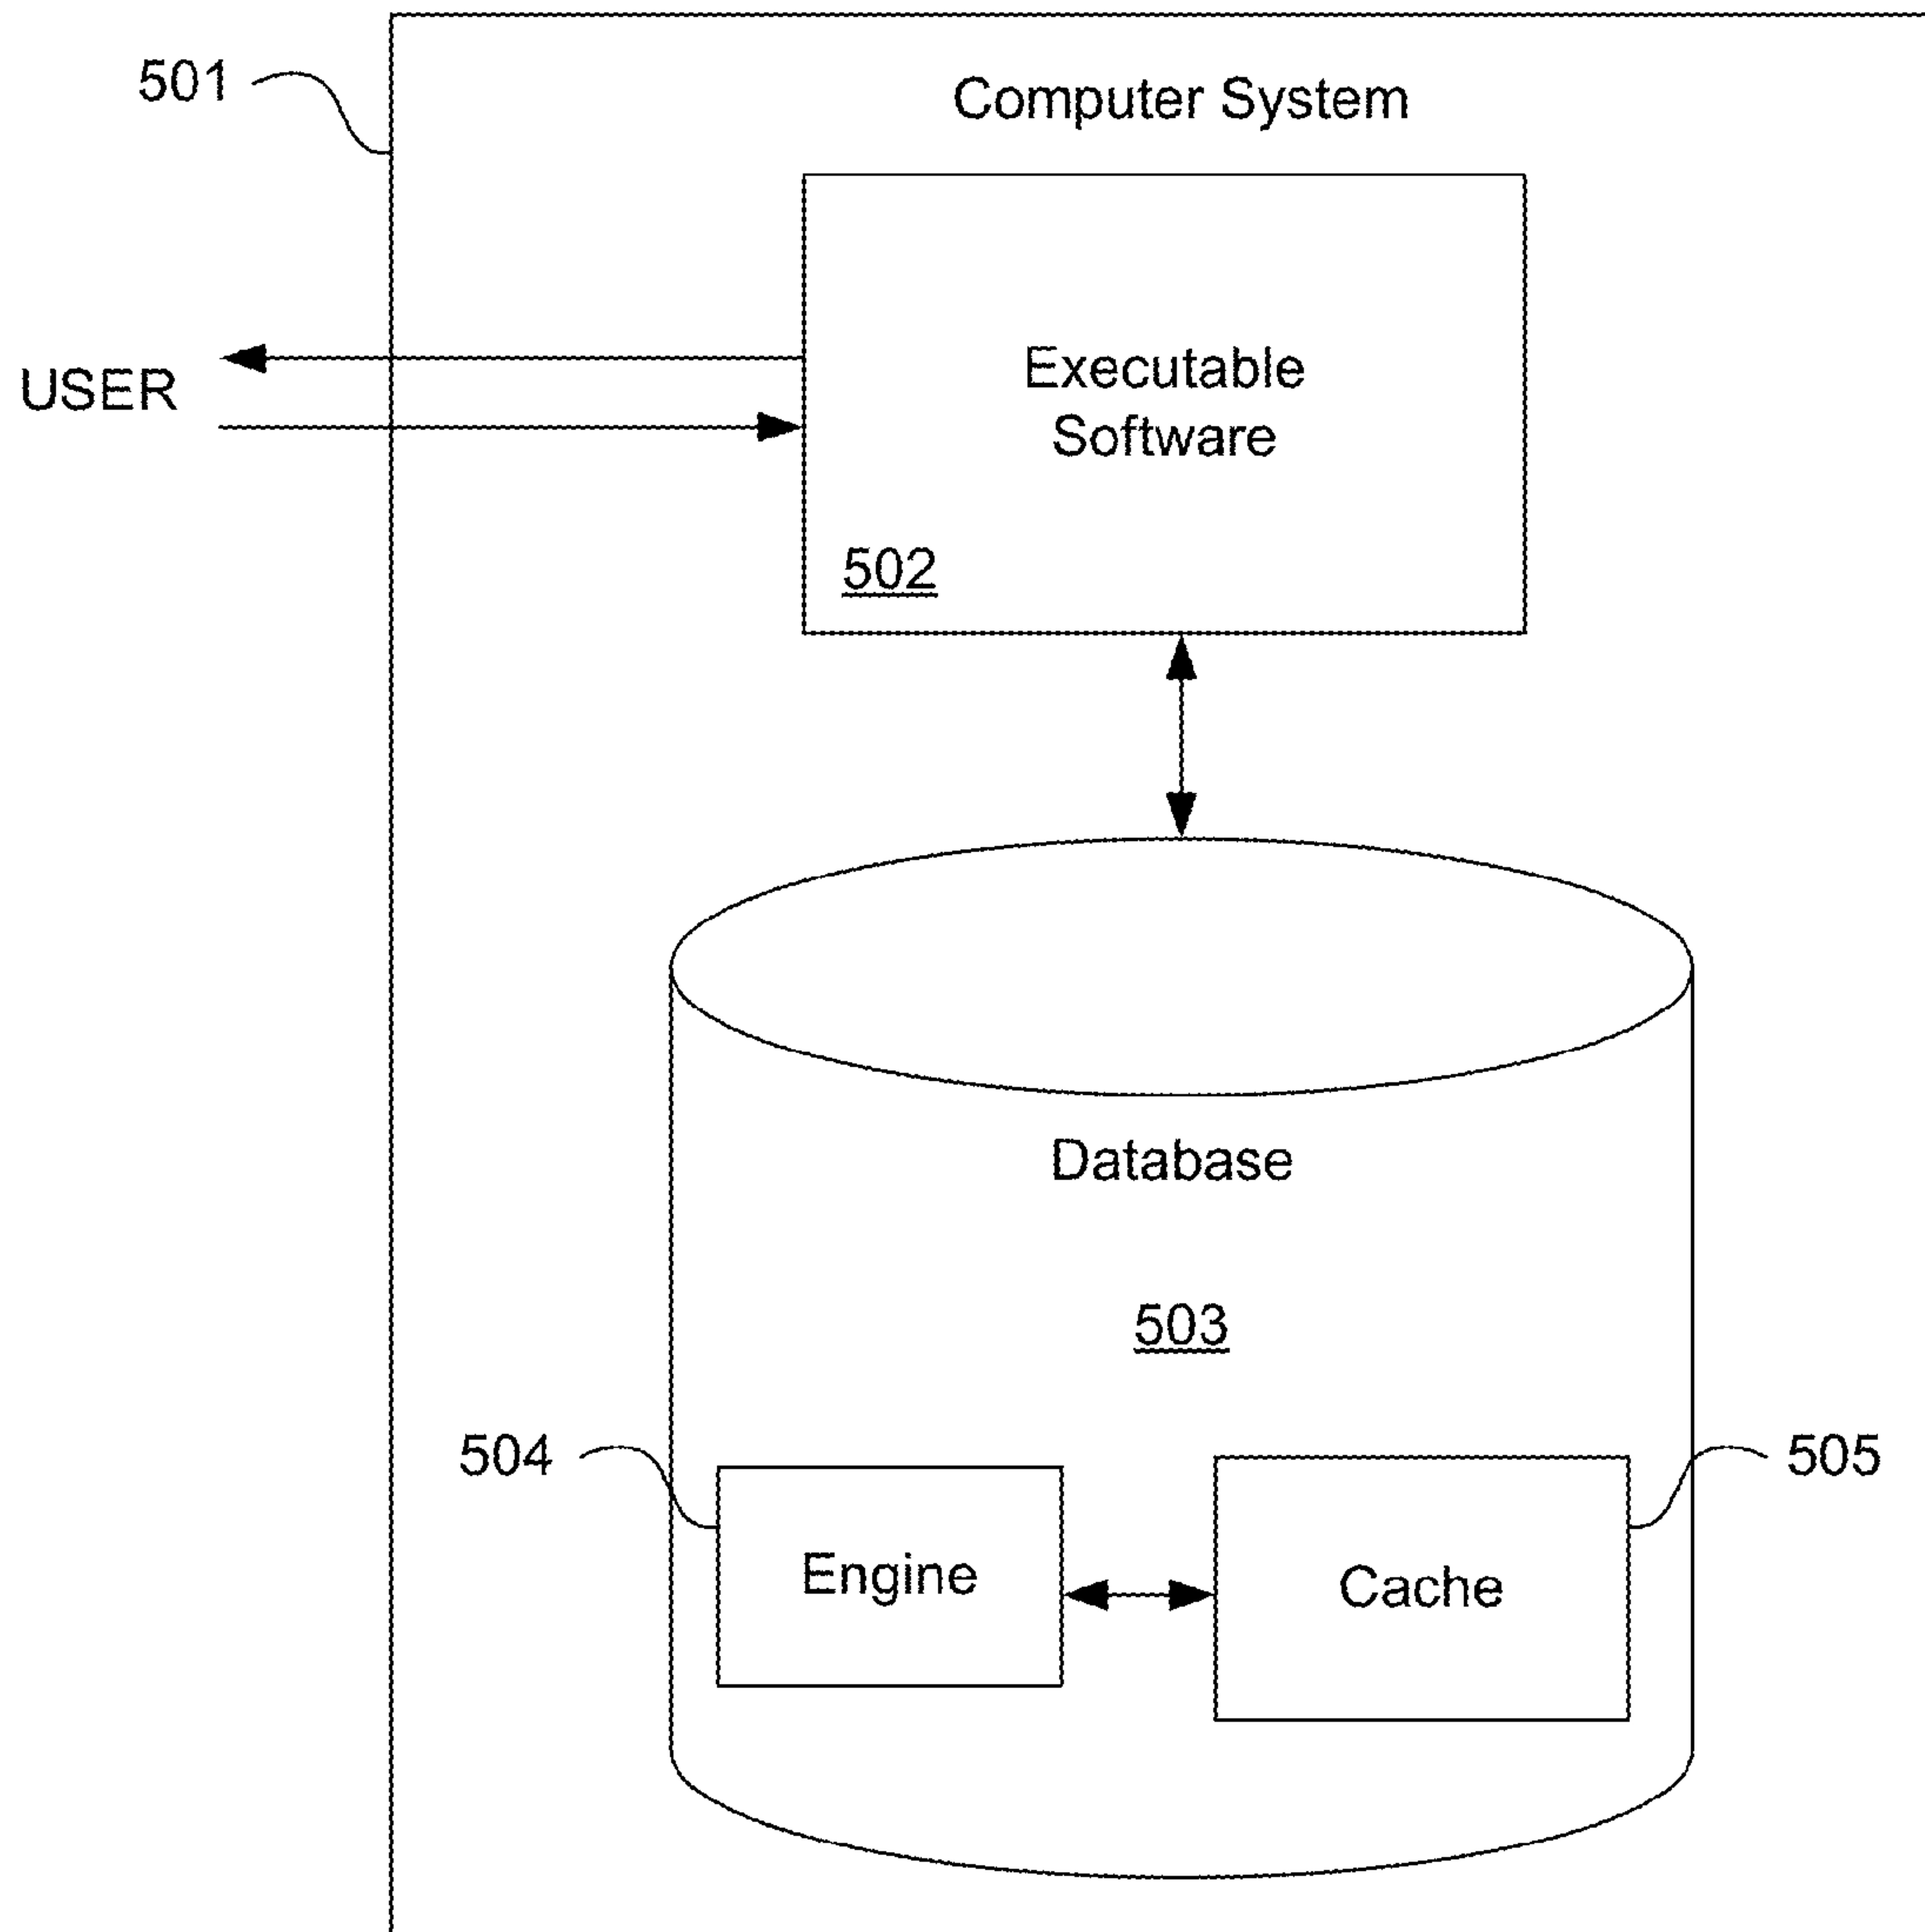 501
Computer System
USER
Executable
Software
502
Database
503
504
505
Engine
Cache